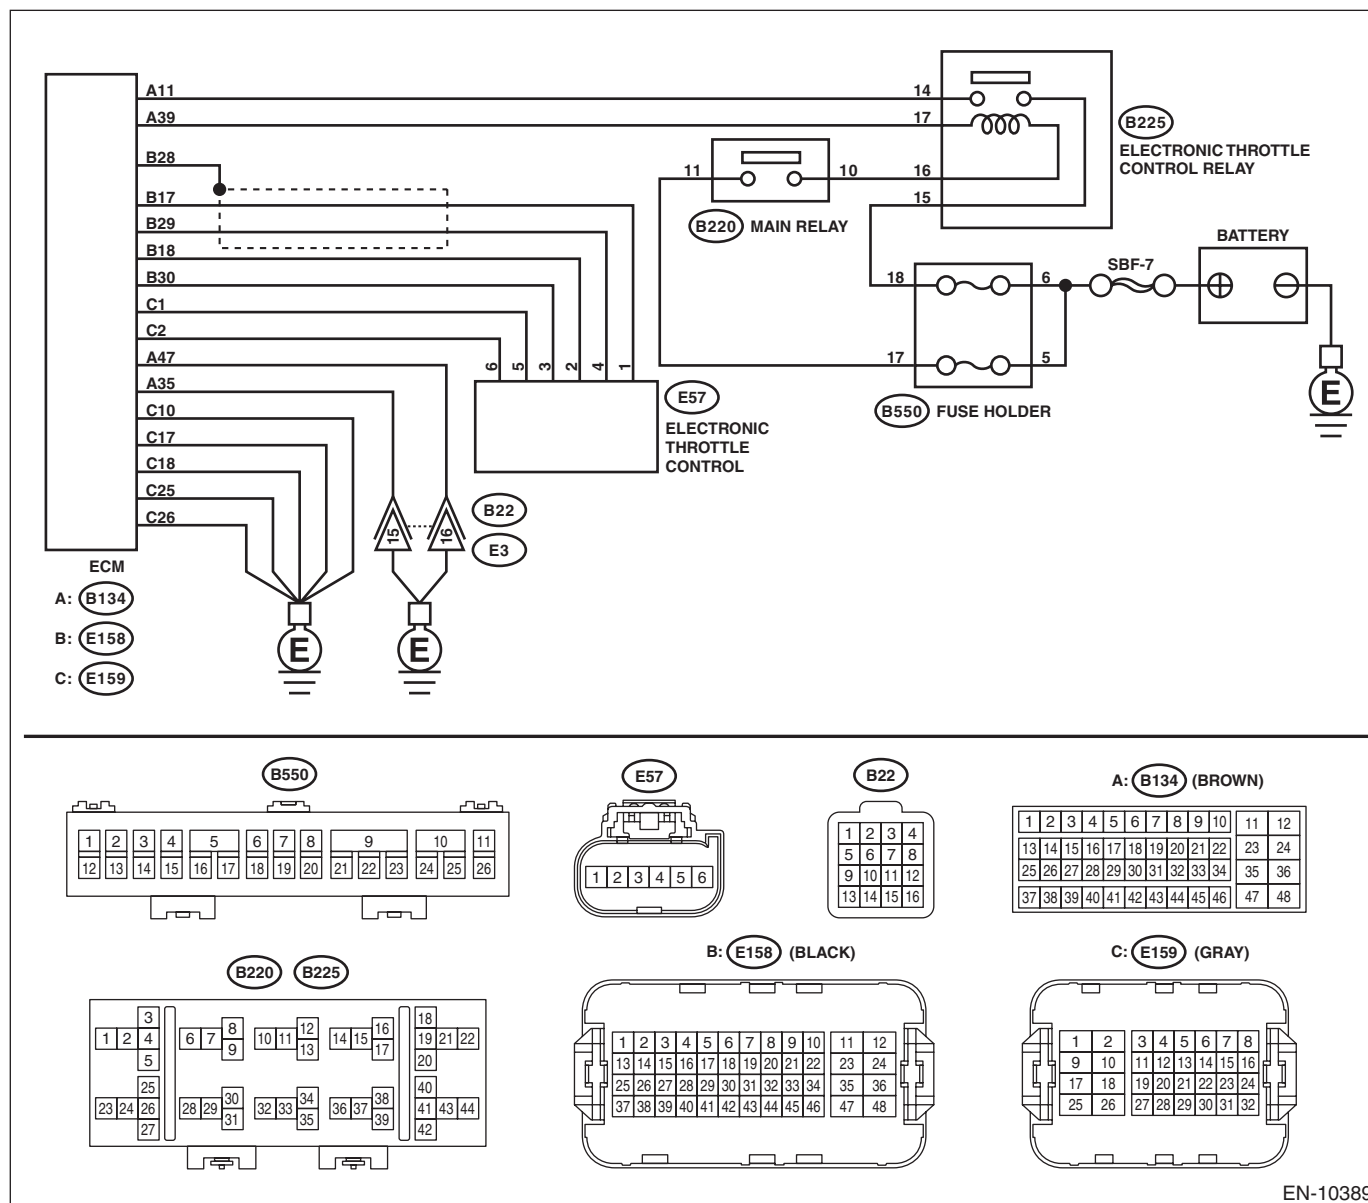 A11
14
A39
17
B225
ELECTRONIC THROTTLE
CONTROL RELAY
B28
11
10
16
B17
15
B220 MAIN RELAY
B29
BATTERY
B18
SBF-7
B30
18
6
C1
C2
A47
17
5
6 5 3 2 4 1
A35
E57
B550 FUSE HOLDER
E
C10
ELECTRONIC
THROTTLE
CONTROL
C17
C18
C25
C26
B22
15
16
E3
ECM
A: B134
B: E158
C: E159
E
E
B550
1 2 3 4 5 6 7 8 9 10 11
12 13 14 15 16 17 18 19 20 21 22 23 24 25 26
E57
1 2 3 4 5 6
B22
1 2 3 4
5 6 7 8
9 10 11 12
13 14 15 16
A: B134 (BROWN)
1 2 3 4 5 6 7 8 9 10 11 12
13 14 15 16 17 18 19 20 21 22 23 24
25 26 27 28 29 30 31 32 33 34 35 36
37 38 39 40 41 42 43 44 45 46 47 48
B220 B225
3 18
1 2 4 6 7 8 9 10 11 12 13 14 15 16 17 19 21 22
5 20
25 40
23 24 26 28 29 30 31 32 33 34 35 36 37 38 39 41 43 44
27 42
B: E158 (BLACK)
1 2 3 4 5 6 7 8 9 10 11 12
13 14 15 16 17 18 19 20 21 22 23 24
25 26 27 28 29 30 31 32 33 34 35 36
37 38 39 40 41 42 43 44 45 46 47 48
C: E159 (GRAY)
1 2 3 4 5 6 7 8
9 10 11 12 13 14 15 16
17 18 19 20 21 22 23 24
25 26 27 28 29 30 31 32
EN-10389